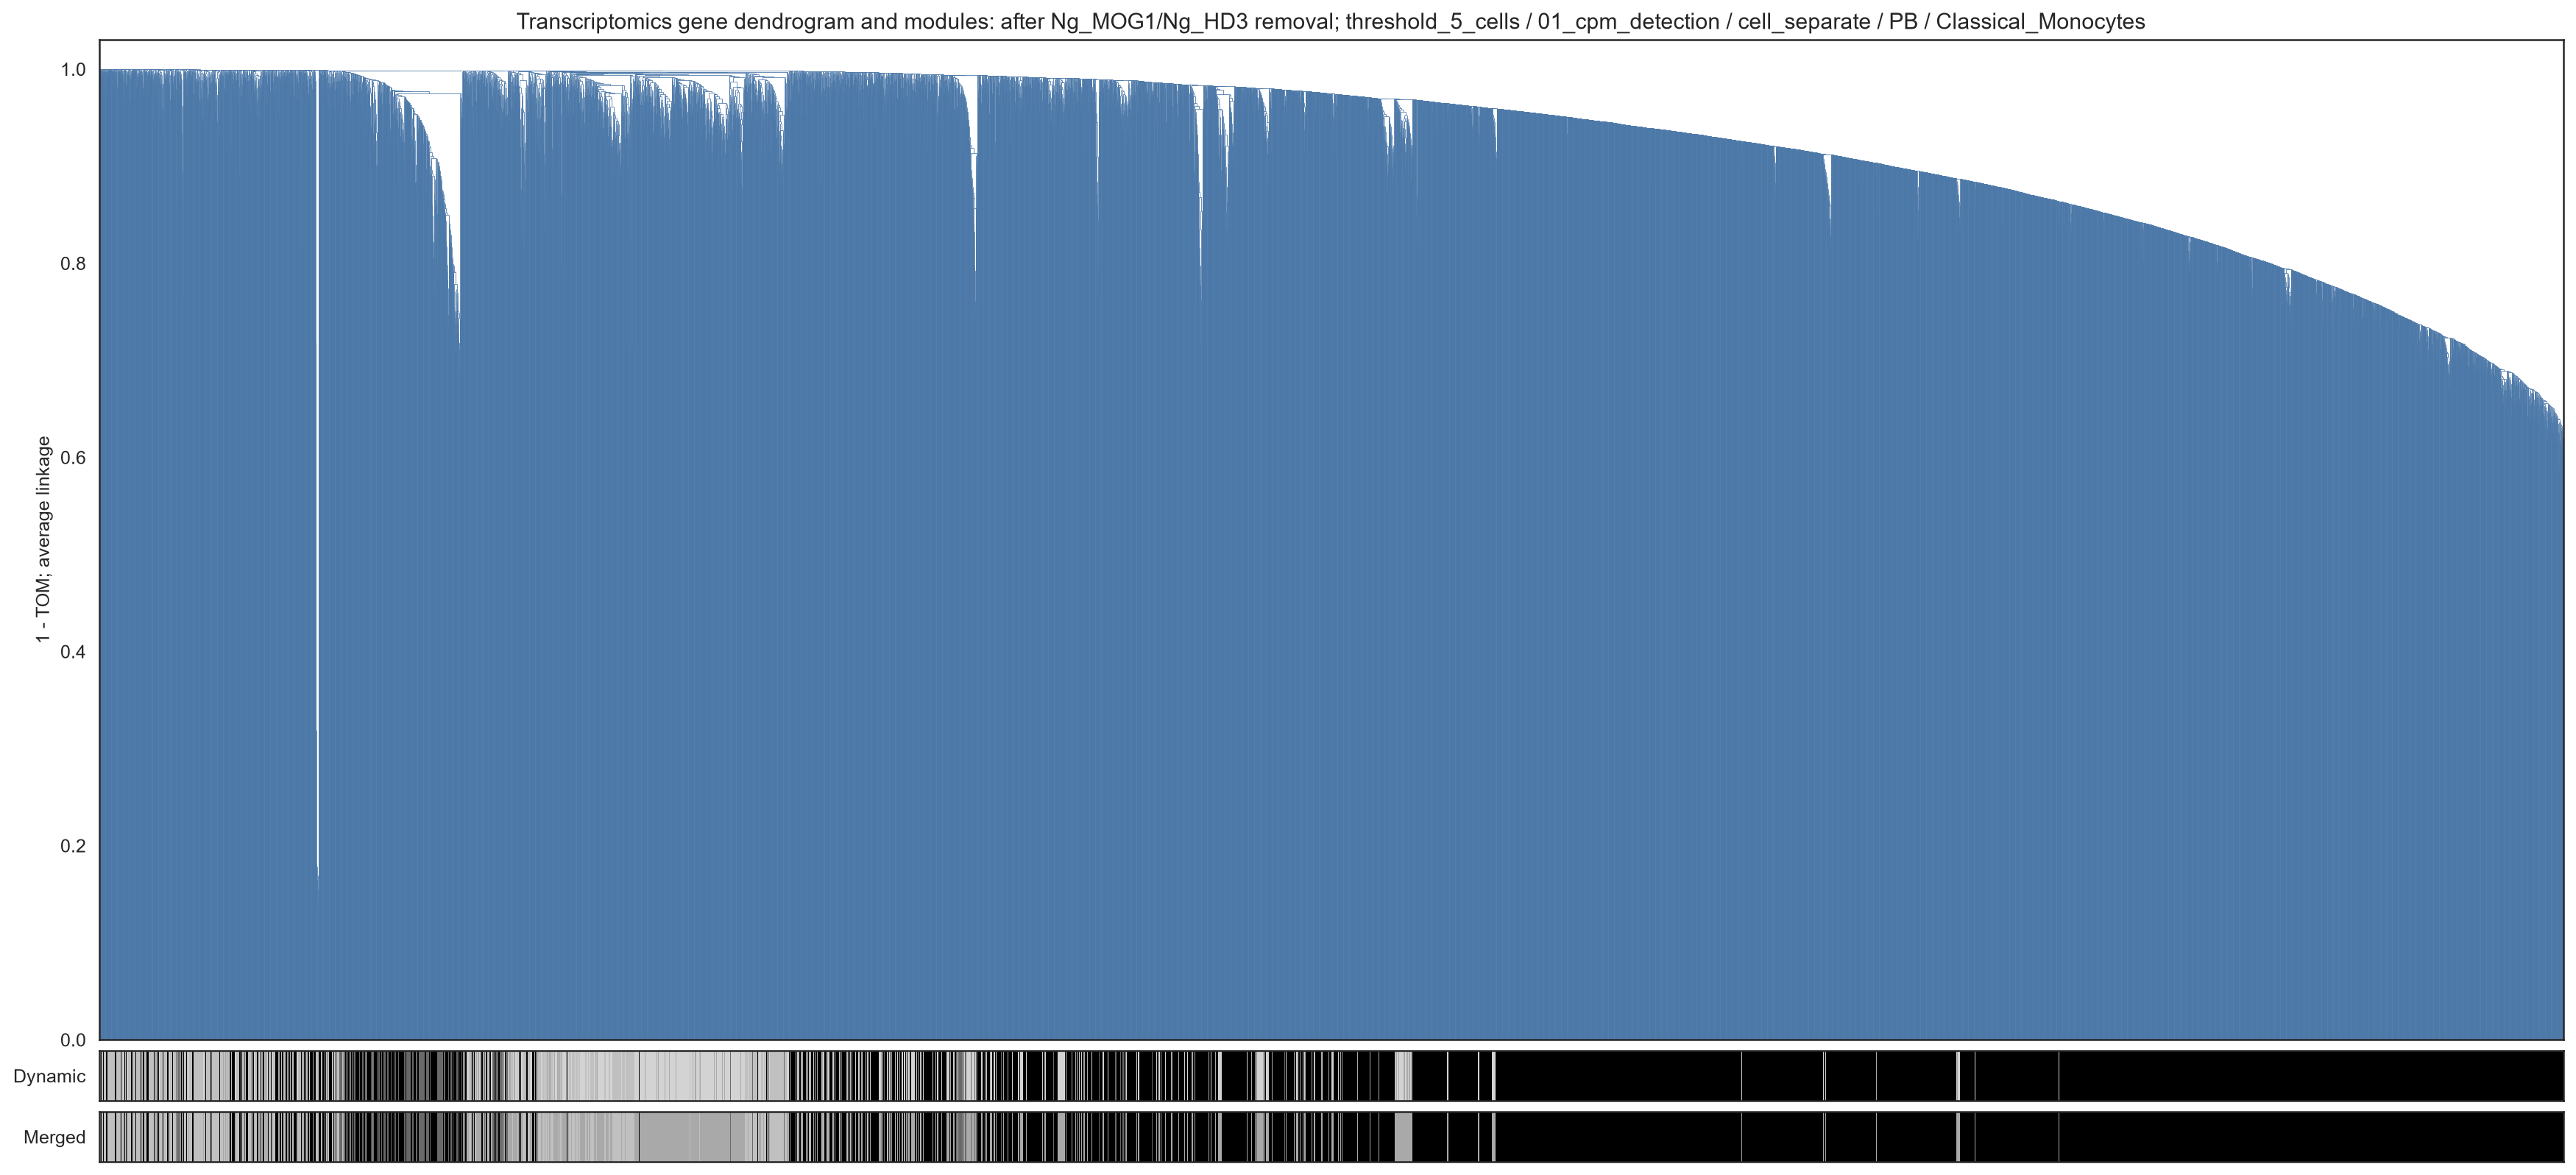 Transcriptomics gene dendrogram and modules: after Ng_MOG1/Ng_HD3 removal; threshold_5_cells / 01_cpm_detection / cell_separate / PB / Classical_Monocytes
1.0
0.8
0.6
0.4
0.2
0.0
1 - TOM; average linkage
Dynamic
Merged